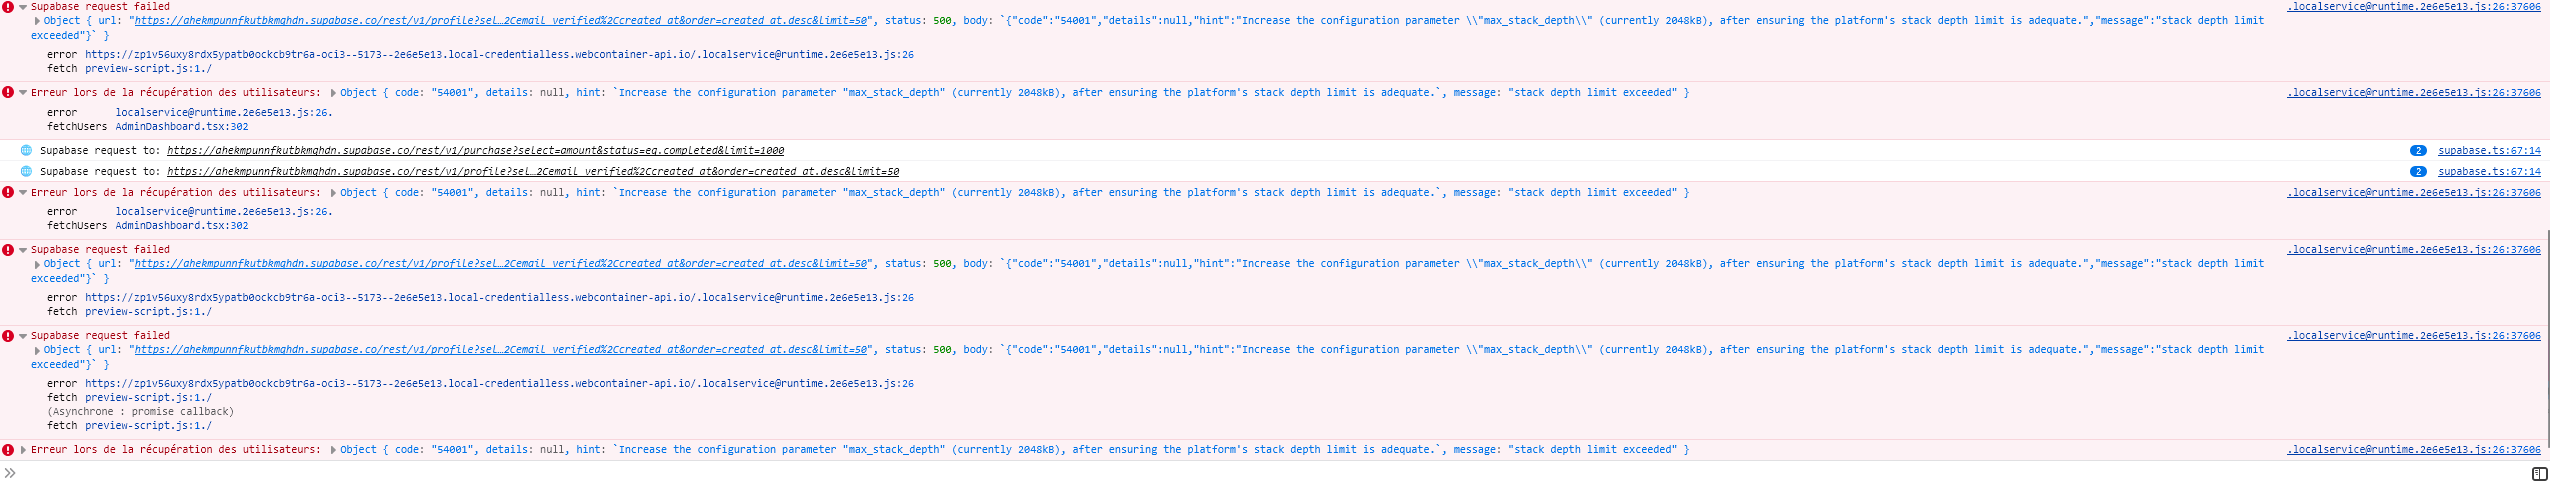 Supabase request failed .localservice@runtime.2e6e5e13.js:26:37606
Object { url: "https://ahekmpunnfkutbkmqhdn.supabase.co/rest/v1/profile?sel…2Cemail_verified%2Ccreated_at&order=created_at.desc&limit=50", status: 500, body: `{"code":"54001","details":null,"hint":"Increase the configuration parameter \\"max_stack_depth\\" (currently 2048kB), after ensuring the platform's stack depth limit is adequate.","message":"stack depth limit
exceeded"}` }
error https://zp1v56uxy8rdx5ypatb0ockcb9tr6a-oci3--5173--2e6e5e13.local-credentialless.webcontainer-api.io/.localservice@runtime.2e6e5e13.js:26
fetch preview-script.js:1./
Erreur lors de la récupération des utilisateurs: Object { code: "54001", details: null, hint: `Increase the configuration parameter "max_stack_depth" (currently 2048kB), after ensuring the platform's stack depth limit is adequate.`, message: "stack depth limit exceeded" } .localservice@runtime.2e6e5e13.js:26:37606
error localservice@runtime.2e6e5e13.js:26.
fetchUsers AdminDashboard.tsx:302
Supabase request to: https://ahekmpunnfkutbkmqhdn.supabase.co/rest/v1/purchase?select=amount&status=eq.completed&limit=1000 2 supabase.ts:67:14
Supabase request to: https://ahekmpunnfkutbkmqhdn.supabase.co/rest/v1/profile?sel…2Cemail_verified%2Ccreated_at&order=created_at.desc&limit=50 2 supabase.ts:67:14
Erreur lors de la récupération des utilisateurs: Object { code: "54001", details: null, hint: `Increase the configuration parameter "max_stack_depth" (currently 2048kB), after ensuring the platform's stack depth limit is adequate.`, message: "stack depth limit exceeded" } .localservice@runtime.2e6e5e13.js:26:37606
error localservice@runtime.2e6e5e13.js:26.
fetchUsers AdminDashboard.tsx:302
Supabase request failed .localservice@runtime.2e6e5e13.js:26:37606
Object { url: "https://ahekmpunnfkutbkmqhdn.supabase.co/rest/v1/profile?sel…2Cemail_verified%2Ccreated_at&order=created_at.desc&limit=50", status: 500, body: `{"code":"54001","details":null,"hint":"Increase the configuration parameter \\"max_stack_depth\\" (currently 2048kB), after ensuring the platform's stack depth limit is adequate.","message":"stack depth limit
exceeded"}` }
error https://zp1v56uxy8rdx5ypatb0ockcb9tr6a-oci3--5173--2e6e5e13.local-credentialless.webcontainer-api.io/.localservice@runtime.2e6e5e13.js:26
fetch preview-script.js:1./
Supabase request failed .localservice@runtime.2e6e5e13.js:26:37606
Object { url: "https://ahekmpunnfkutbkmqhdn.supabase.co/rest/v1/profile?sel…2Cemail_verified%2Ccreated_at&order=created_at.desc&limit=50", status: 500, body: `{"code":"54001","details":null,"hint":"Increase the configuration parameter \\"max_stack_depth\\" (currently 2048kB), after ensuring the platform's stack depth limit is adequate.","message":"stack depth limit
exceeded"}` }
error https://zp1v56uxy8rdx5ypatb0ockcb9tr6a-oci3--5173--2e6e5e13.local-credentialless.webcontainer-api.io/.localservice@runtime.2e6e5e13.js:26
fetch preview-script.js:1./
(Asynchrone : promise callback)
fetch preview-script.js:1./
Erreur lors de la récupération des utilisateurs: Object { code: "54001", details: null, hint: `Increase the configuration parameter "max_stack_depth" (currently 2048kB), after ensuring the platform's stack depth limit is adequate.`, message: "stack depth limit exceeded" } .localservice@runtime.2e6e5e13.js:26:37606